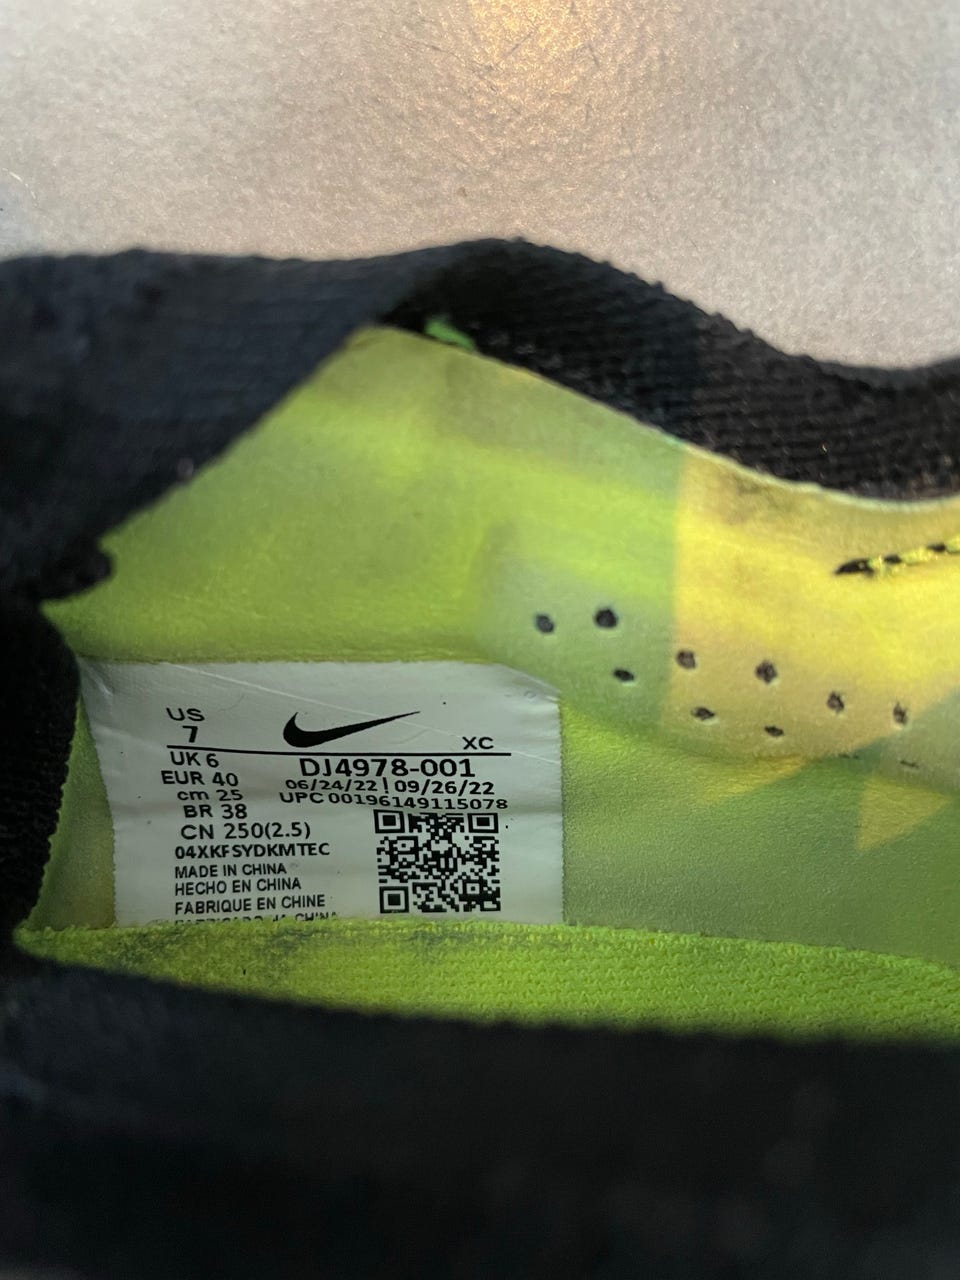 US
7
XC
UK 6
EUR 40
cm 25
BR 38
CN 250(2.5)
DJ4978-001
06/24/22 | 09/26/22
UPC 00196149115078
04XKFSYDKMTEC
MADE IN CHINA
HECHO EN CHINA
FABRIQUE EN CHINE
CHINA